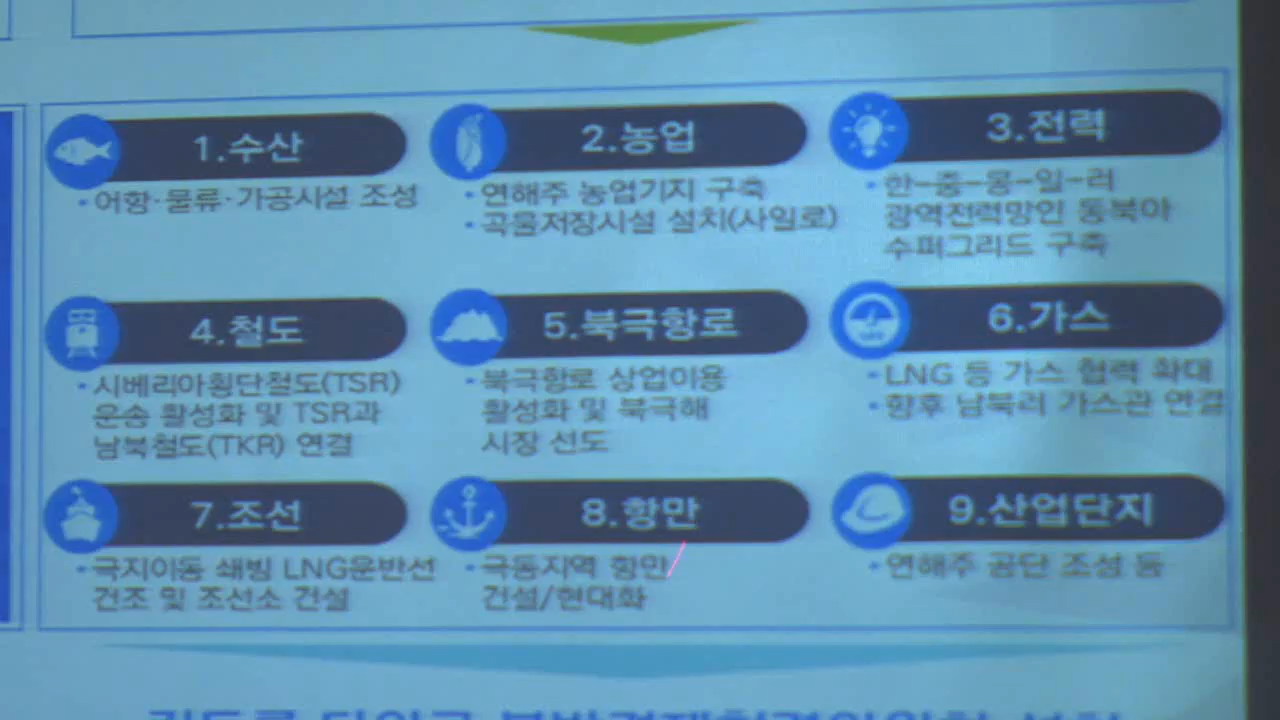 1.수산
·어항·물류·가공시설 조성
2.농업
·연해주 농업기지 구축
·곡물저장시설 설치(사일로)
3.전력
·한-중-몽-일-러
광역전력망인 동북아
수퍼그리드 구축
4.철도
·시베리아횡단철도(TSR)
운송 활성화 및 TSR과
남북철도(TKR) 연결
5.북극항로
·북극항로 상업이용
활성화 및 북극해
시장 선도
6.가스
·LNG 등 가스 협력 확대
·향후 남북러 가스관 연결
7.조선
·극지이동 쇄빙 LNG운반선
건조 및 조선소 건설
8.항만
·극동지역 항만
건설/현대화
9.산업단지
·연해주 공단 조성 등